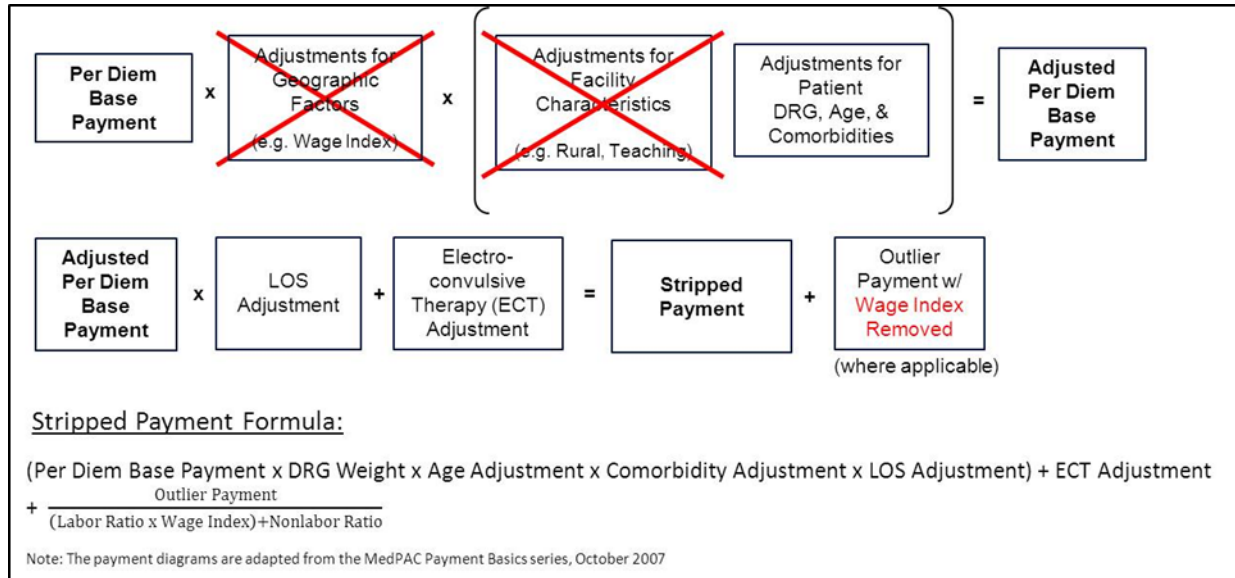 Per Diem
Base
Payment
x
Adjustments for
Geographic
Factors
(e.g. Wage Index)
x
Adjustments for
Facility
Characteristics
(e.g. Rural, Teaching)
Adjustments for
Patient
DRG, Age, &
Comorbidities
=
Adjusted
Per Diem
Base
Payment
Adjusted
Per Diem
Base
Payment
x
LOS
Adjustment
+
Electro-
convulsive
Therapy (ECT)
Adjustment
=
Stripped
Payment
+
Outlier
Payment w/
Wage Index
Removed
(where applicable)
Stripped Payment Formula:
(Per Diem Base Payment x DRG Weight x Age Adjustment x Comorbidity Adjustment x LOS Adjustment) + ECT Adjustment
+ Outlier Payment
(Labor Ratio x Wage Index)+Nonlabor Ratio
Note: The payment diagrams are adapted from the MedPAC Payment Basics series, October 2007